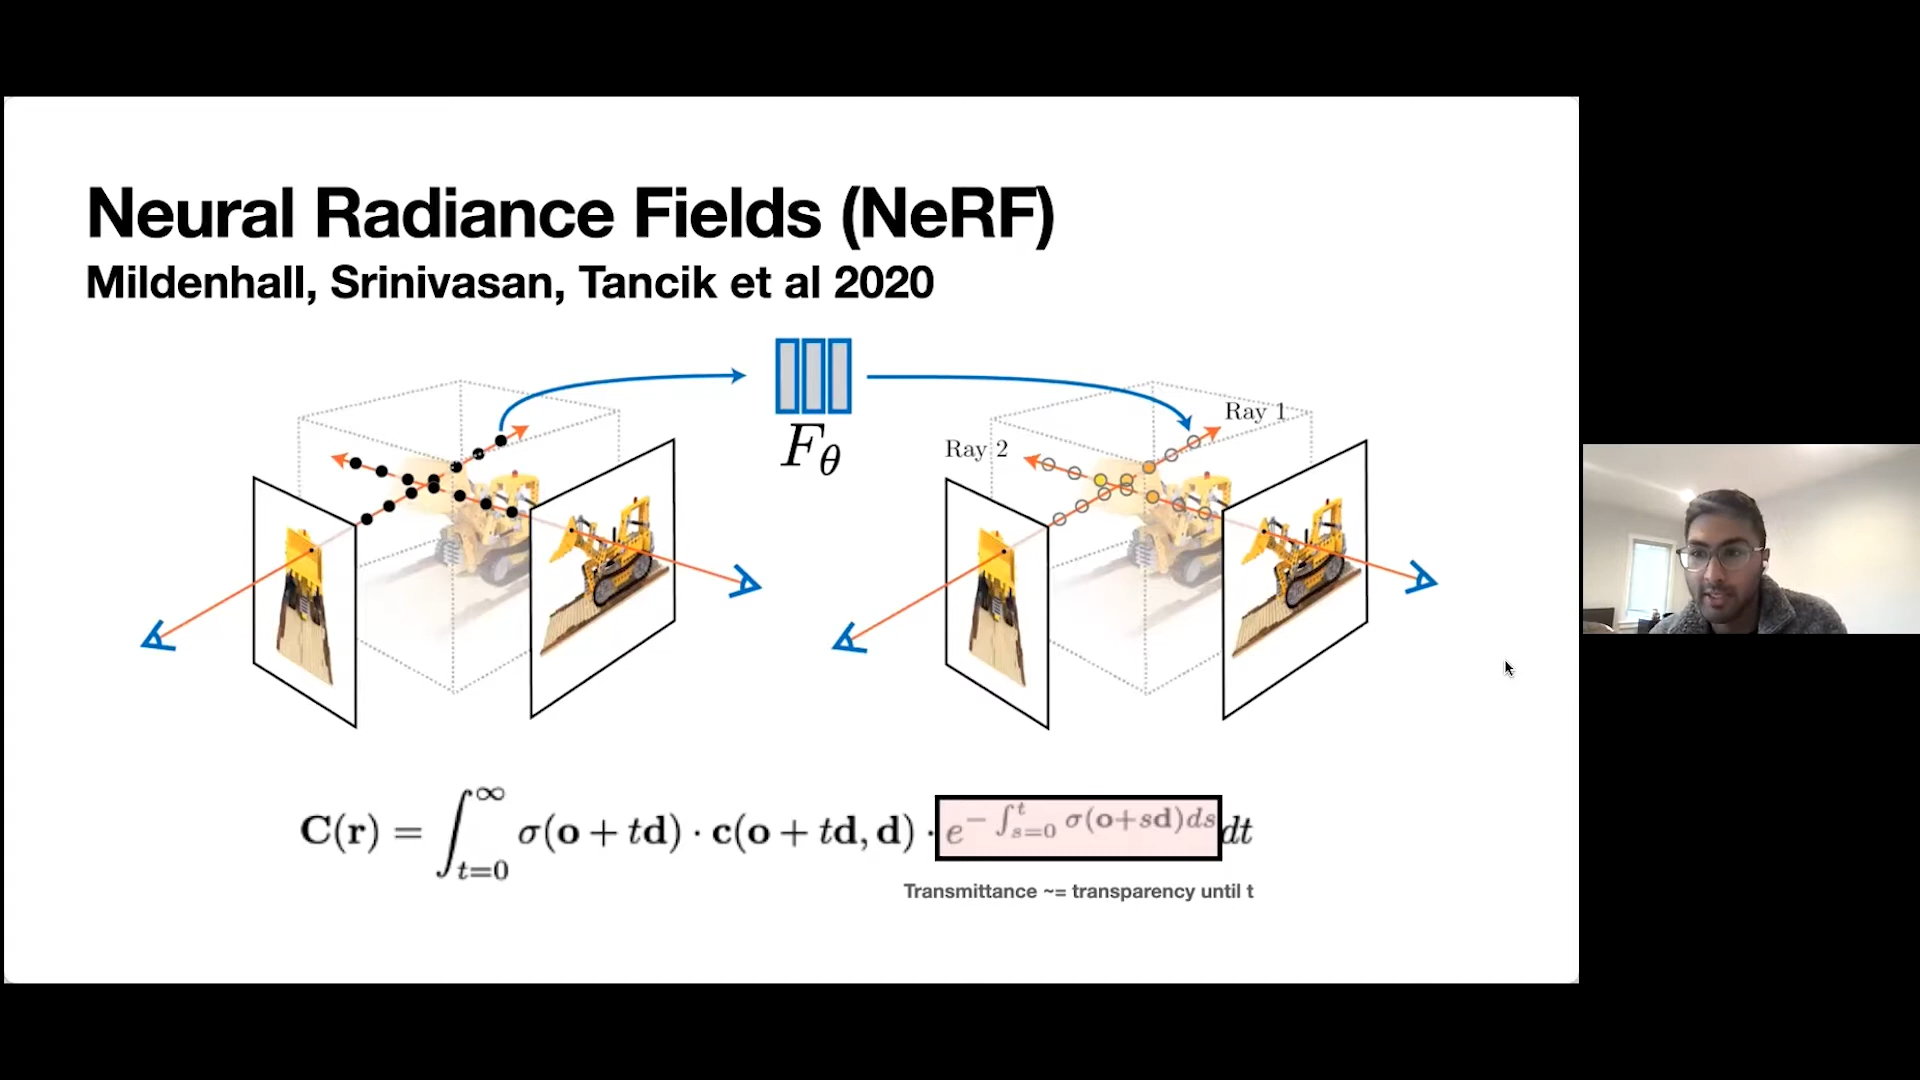 Neural Radiance Fields (NeRF)
Mildenhall, Srinivasan, Tancik et al 2020
F_θ
Ray 1
Ray 2
C(r) = ∫_{t=0}^{∞} σ(o + td) · c(o + td, d) · e^{− ∫_{s=0}^{t} σ(o+sd)ds} dt
Transmittance ~= transparency until t